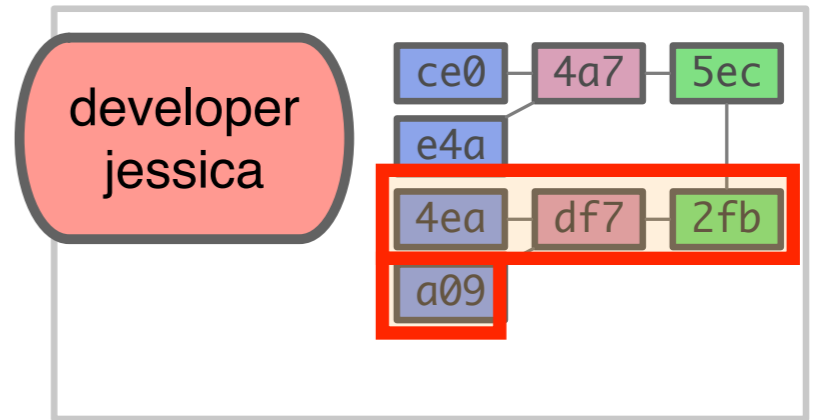 developer
jessica
ce0 4a7 5ec
e4a
4ea df7 2fb
a09